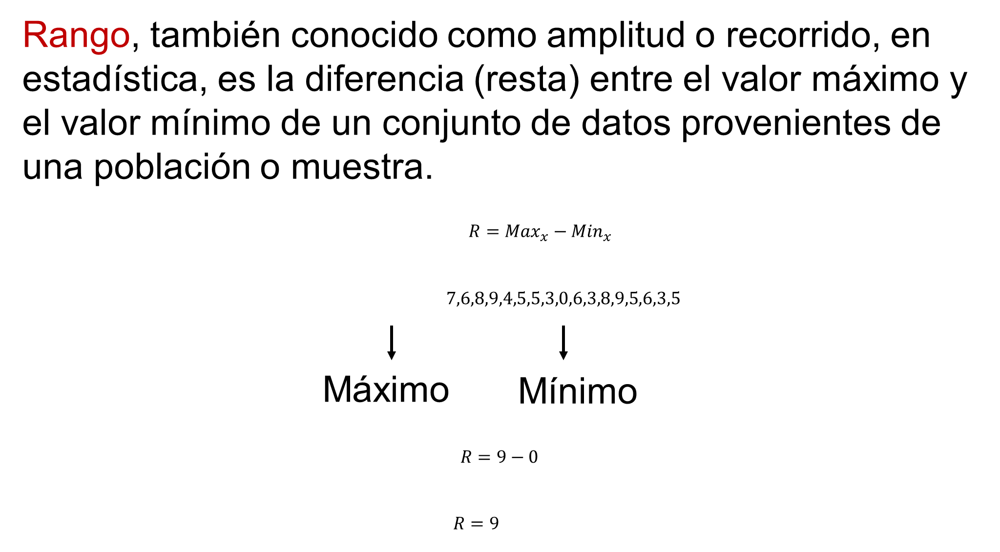 Rango, también conocido como amplitud o recorrido, en
estadística, es la diferencia (resta) entre el valor máximo y
el valor mínimo de un conjunto de datos provenientes de
una población o muestra.
R = Maxₓ − Minₓ
7,6,8,9,4,5,5,3,0,6,3,8,9,5,6,3,5
Máximo Mínimo
R = 9 − 0
R = 9